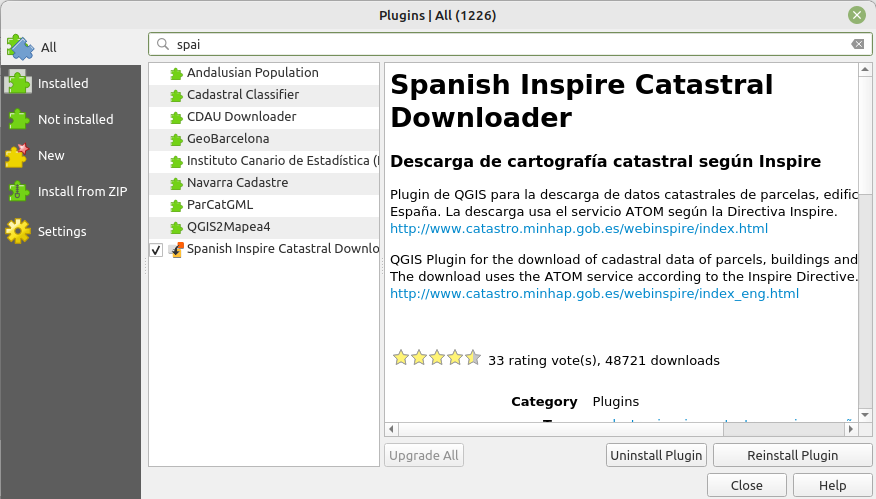 Plugins | All (1226)
All
Installed
Not installed
New
Install from ZIP
Settings
spai
Andalusian Population
Cadastral Classifier
CDAU Downloader
GeoBarcelona
Instituto Canario de Estadística (
Navarra Cadastre
ParCatGML
QGIS2Mapea4
Spanish Inspire Catastral Downlo
Spanish Inspire Catastral
Downloader
Descarga de cartografía catastral según Inspire
Plugin de QGIS para la descarga de datos catastrales de parcelas, edific
España. La descarga usa el servicio ATOM según la Directiva Inspire.
http://www.catastro.minhap.gob.es/webinspire/index.html
QGIS Plugin for the download of cadastral data of parcels, buildings and
The download uses the ATOM service according to the Inspire Directive.
http://www.catastro.minhap.gob.es/webinspire/index_eng.html
33 rating vote(s), 48721 downloads
Category Plugins
Upgrade All
Uninstall Plugin
Reinstall Plugin
Close
Help